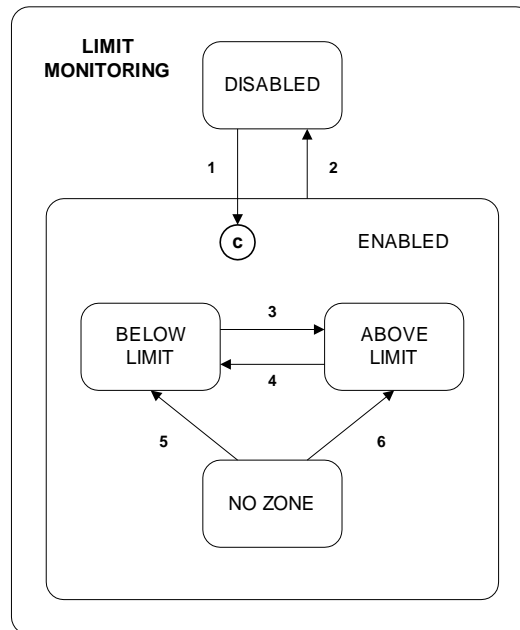 LIMIT
MONITORING
DISABLED
1
2
C
ENABLED
BELOW
LIMIT
3
4
ABOVE
LIMIT
5
6
NO ZONE